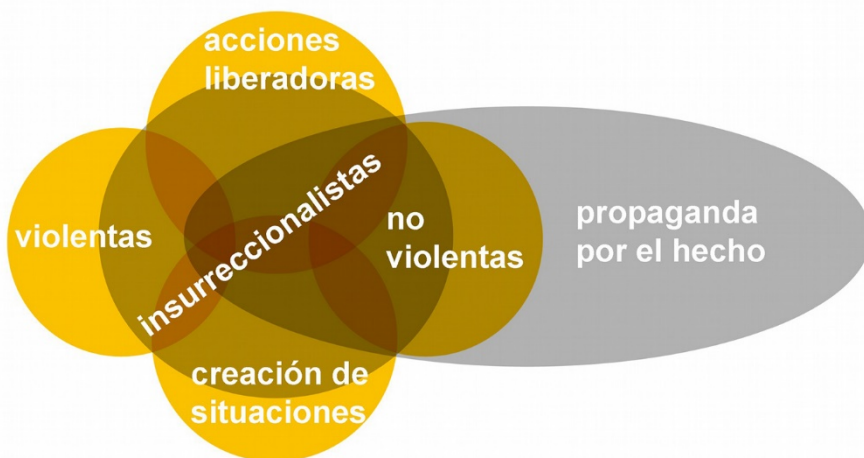 acciones
liberadoras
violentas
insurreccionalistas
no
violentas
propaganda
por el hecho
creación de
situaciones